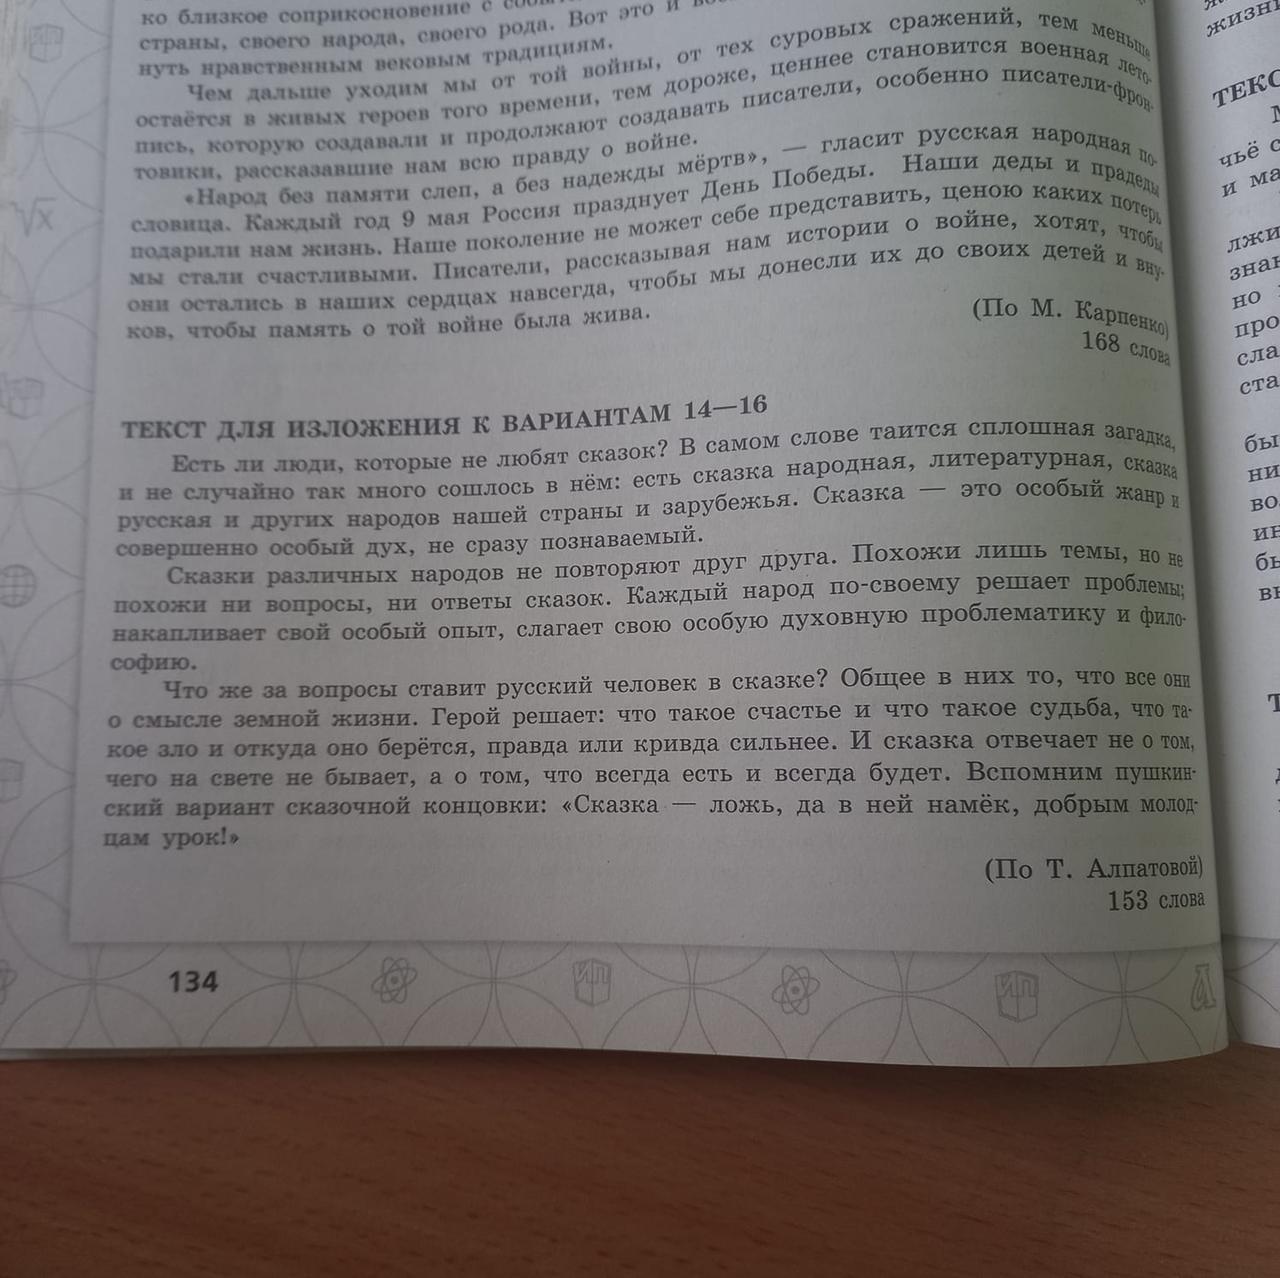 ко близкое соприкосновение с
страны, своего народа, своего рода. Вот это и
нуть нравственным вековым традициям.
Чем дальше уходим мы от той войны, от тех суровых сражений, тем меньше
остаётся в живых героев того времени, тем дороже, ценнее становится военная лето-
пись, которую создавали и продолжают создавать писатели, особенно писатели-фрон-
товики, рассказавшие нам всю правду о войне.
«Народ без памяти слеп, а без надежды мёртв», — гласит русская народная по-
словица. Каждый год 9 мая Россия празднует День Победы. Наши деды и прадеды
подарили нам жизнь. Наше поколение не может себе представить, ценою каких потерь
мы стали счастливыми. Писатели, рассказывая нам истории о войне, хотят, чтобы
они остались в наших сердцах навсегда, чтобы мы донесли их до своих детей и вну-
ков, чтобы память о той войне была жива.
(По М. Карпенко)
168 слова
ТЕКСТ ДЛЯ ИЗЛОЖЕНИЯ К ВАРИАНТАМ 14—16
Есть ли люди, которые не любят сказок? В самом слове таится сплошная загадка,
и не случайно так много сошлось в нём: есть сказка народная, литературная, сказка
русская и других народов нашей страны и зарубежья. Сказка — это особый жанр и
совершенно особый дух, не сразу познаваемый.
Сказки различных народов не повторяют друг друга. Похожи лишь темы, но не
похожи ни вопросы, ни ответы сказок. Каждый народ по-своему решает проблемы;
накапливает свой особый опыт, слагает свою особую духовную проблематику и фило-
софию.
Что же за вопросы ставит русский человек в сказке? Общее в них то, что все они
о смысле земной жизни. Герой решает: что такое счастье и что такое судьба, что та-
кое зло и откуда оно берётся, правда или кривда сильнее. И сказка отвечает не о том,
чего на свете не бывает, а о том, что всегда есть и всегда будет. Вспомним пушкин-
ский вариант сказочной концовки: «Сказка — ложь, да в ней намёк, добрым молод-
цам урок!»
(По Т. Алпатовой)
153 слова
134